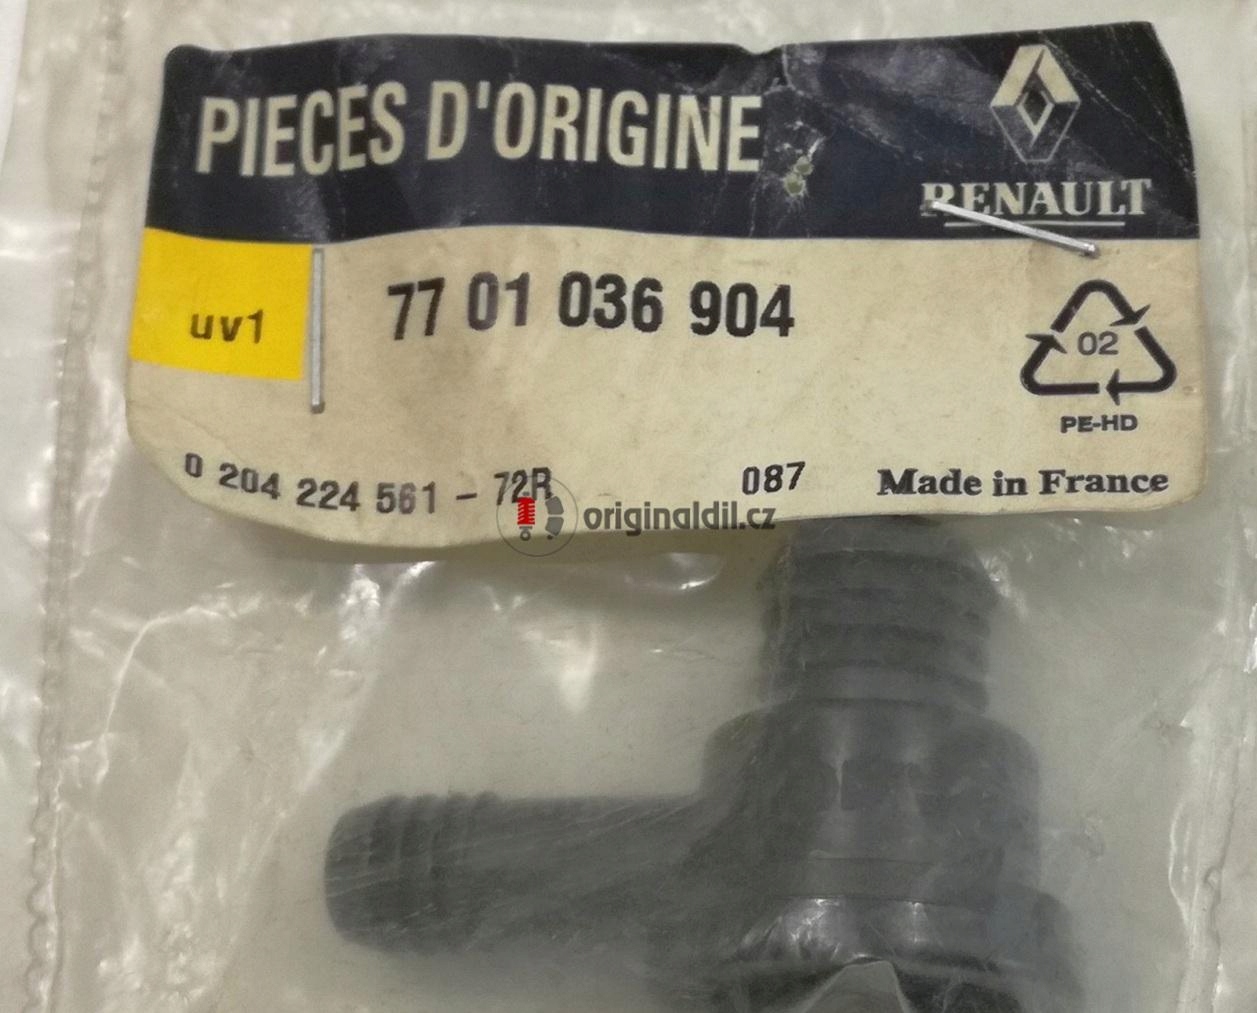 PIECES D'ORIGINE
RENAULT
uv1
77 01 036 904
02
PE-HD
0 204 224 561 - 72R
087
Made in France
originaldil.cz